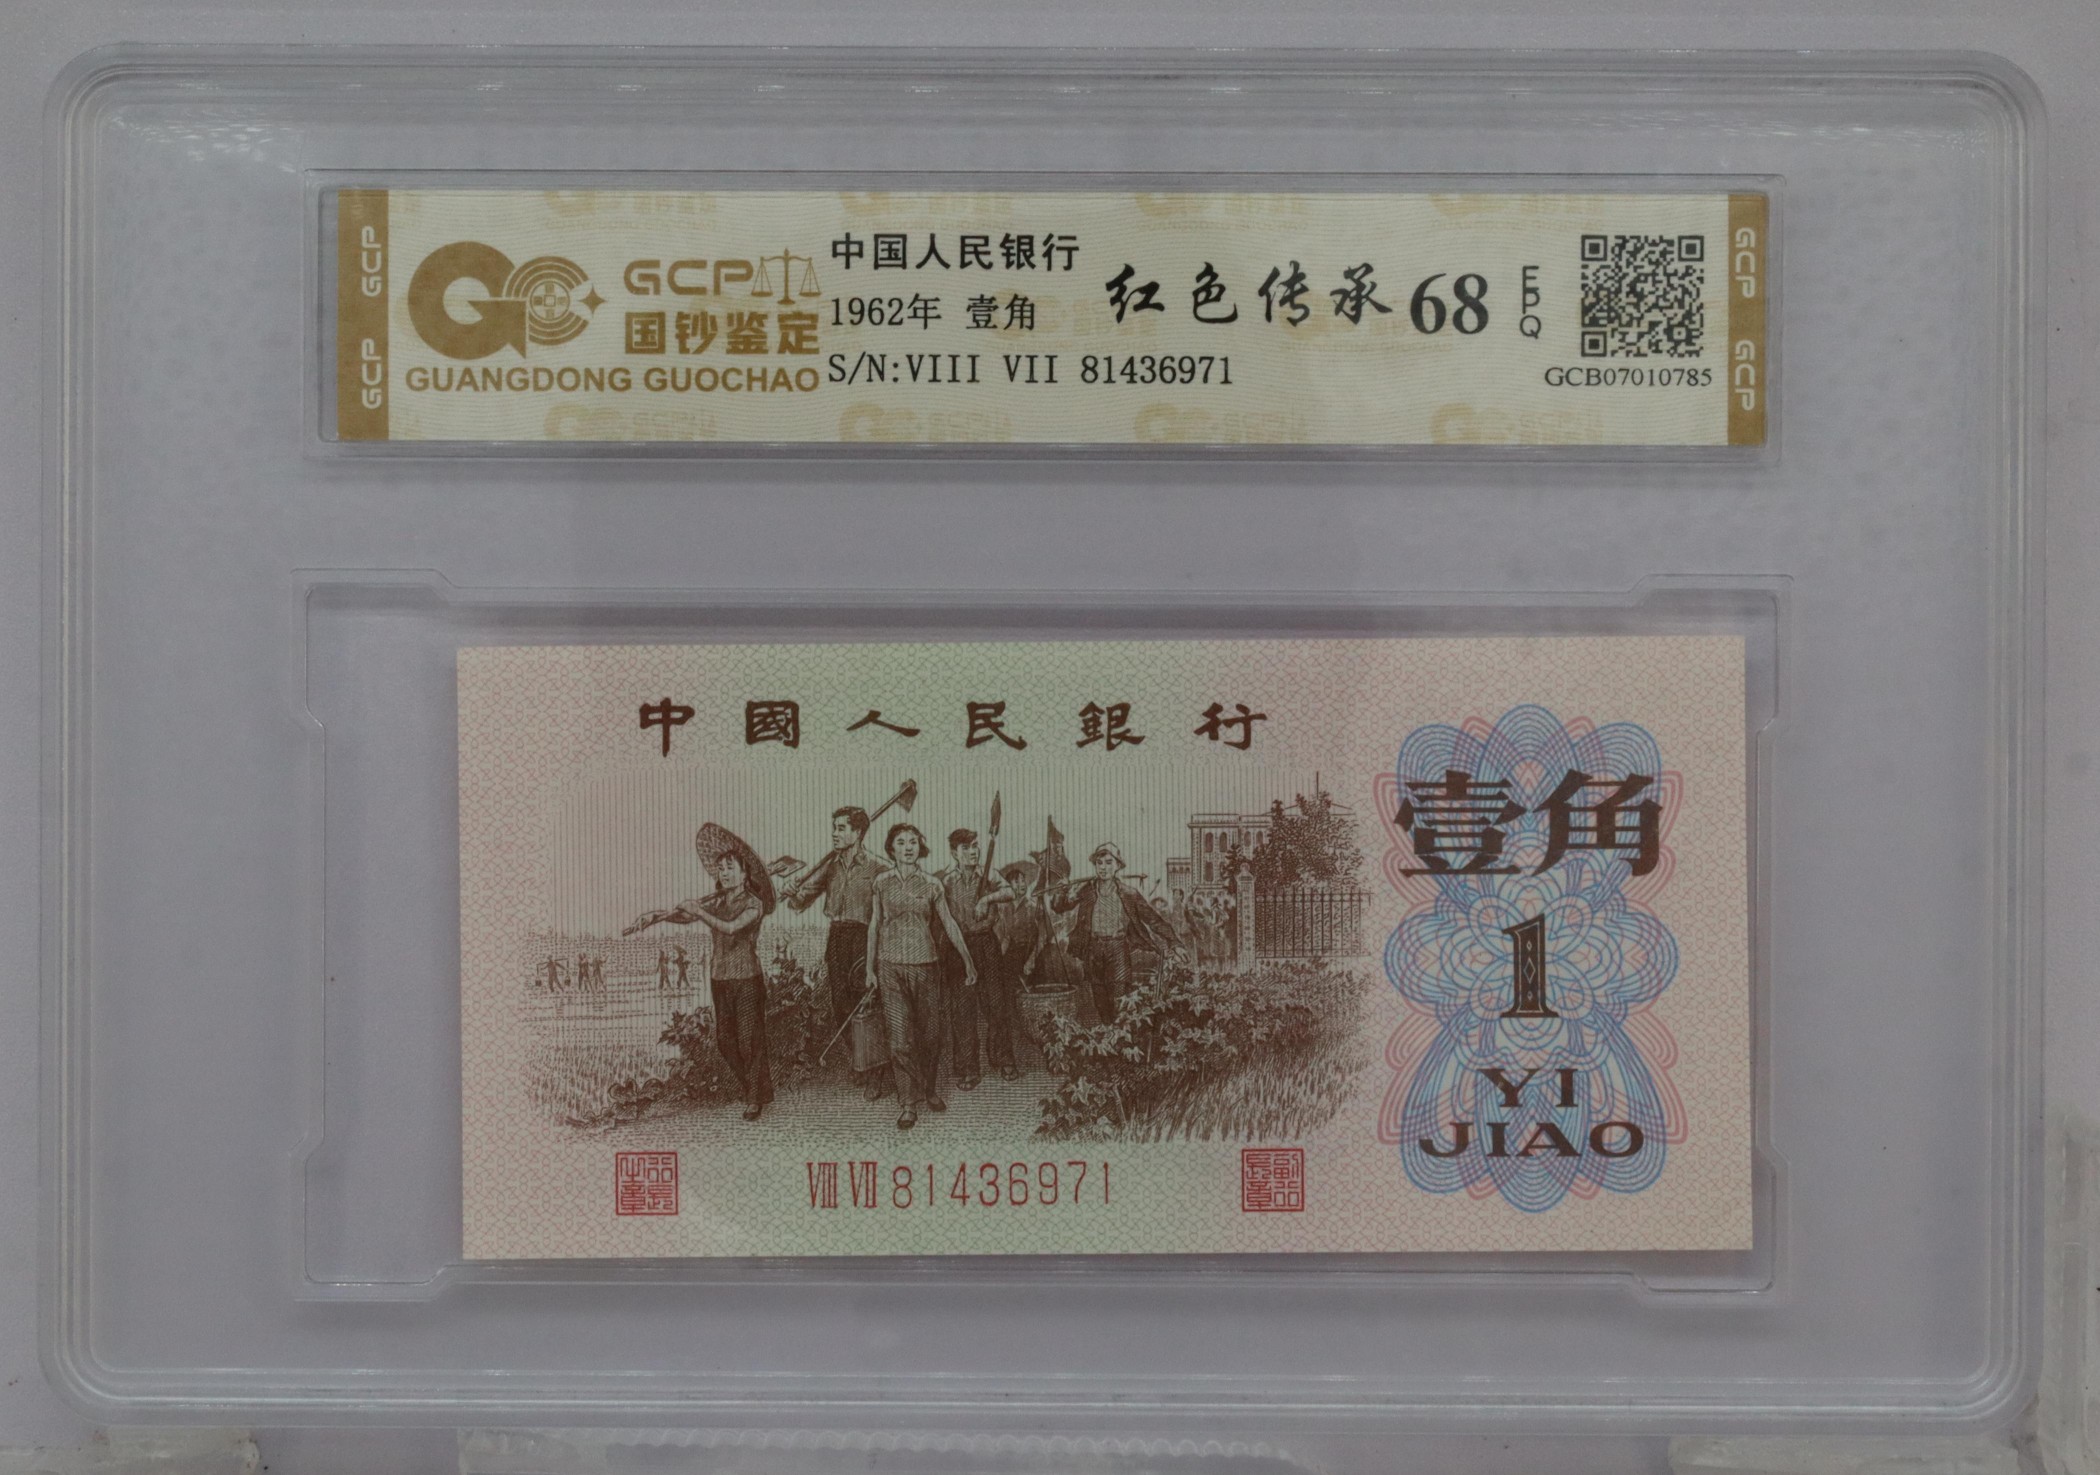 GCP
GCP
GCP
国钞鉴定
GUANGDONG GUOCHAO
中国人民银行
1962年 壹角
S/N:VIII VII 81436971
红色传承 68 EPQ
GCB07010785
GCP
GCP
中國人民銀行
壹角
1
YI
JIAO
VIII VII 81436971